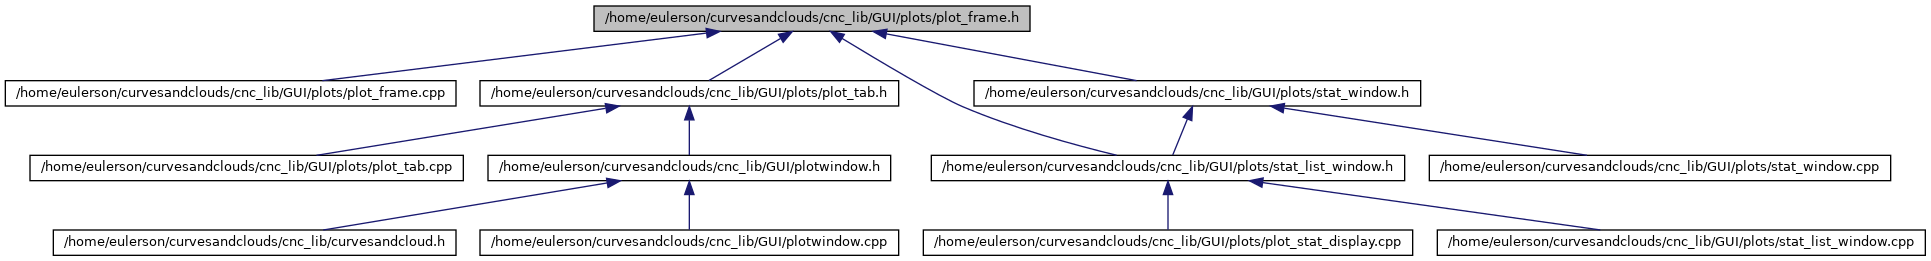 /home/eulerson/curvesandclouds/cnc_lib/GUI/plots/plot_frame.h
/home/eulerson/curvesandclouds/cnc_lib/GUI/plots/plot_frame.cpp
/home/eulerson/curvesandclouds/cnc_lib/GUI/plots/plot_tab.h
/home/eulerson/curvesandclouds/cnc_lib/GUI/plots/stat_window.h
/home/eulerson/curvesandclouds/cnc_lib/GUI/plots/plot_tab.cpp
/home/eulerson/curvesandclouds/cnc_lib/GUI/plotwindow.h
/home/eulerson/curvesandclouds/cnc_lib/GUI/plots/stat_list_window.h
/home/eulerson/curvesandclouds/cnc_lib/GUI/plots/stat_window.cpp
/home/eulerson/curvesandclouds/cnc_lib/curvesandcloud.h
/home/eulerson/curvesandclouds/cnc_lib/GUI/plotwindow.cpp
/home/eulerson/curvesandclouds/cnc_lib/GUI/plots/plot_stat_display.cpp
/home/eulerson/curvesandclouds/cnc_lib/GUI/plots/stat_list_window.cpp